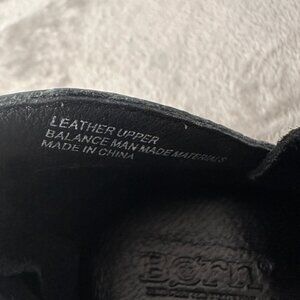 LEATHER UPPER
BALANCE MAN MADE MATERIALS
MADE IN CHINA
Børn